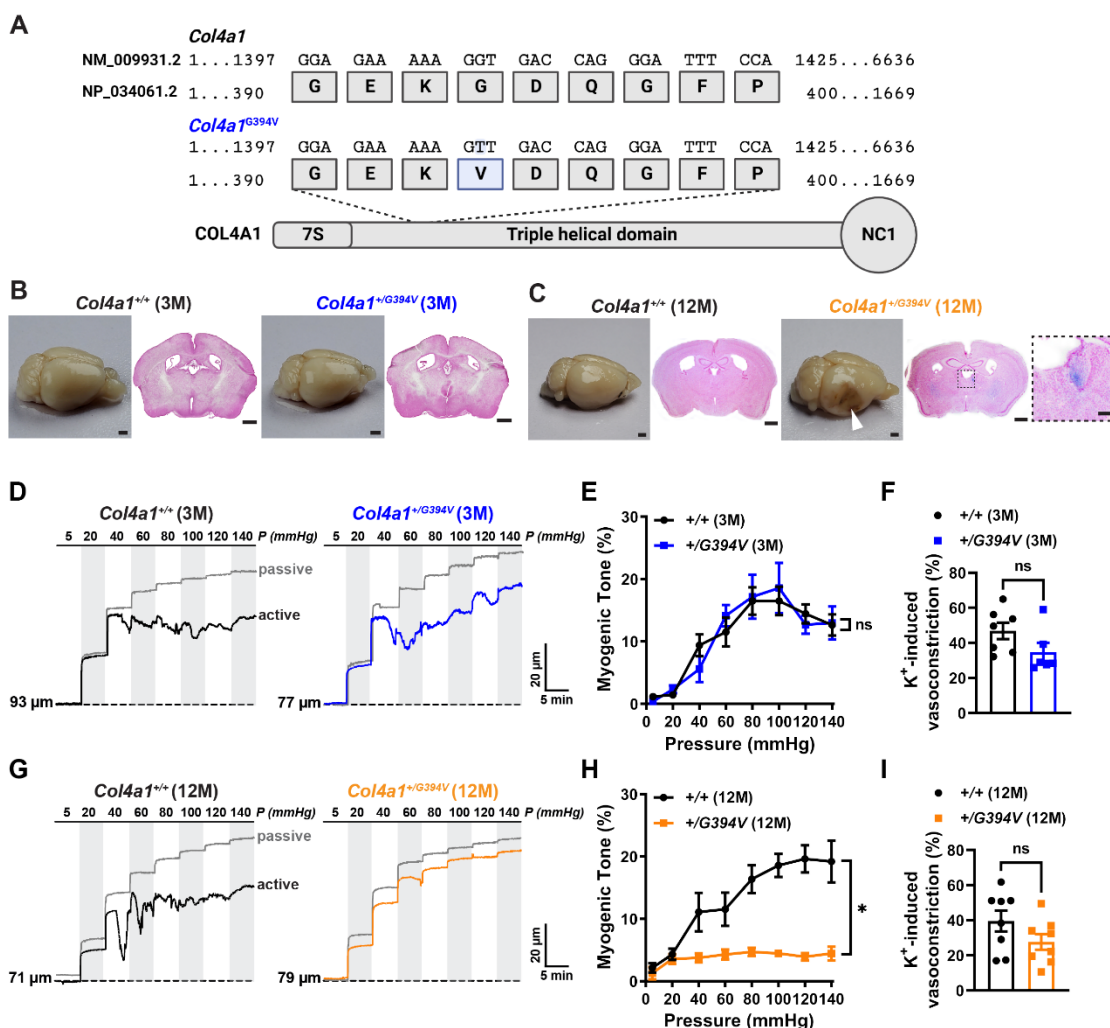 A
Col4a1
NM_009931.2 1...1397 GGA GAA AAA GGT GAC CAG GGA TTT CCA 1425...6636
NP_034061.2 1...390 G E K G D Q G F P 400...1669
Col4a1G394V
1...1397 GGA GAA AAA GTT GAC CAG GGA TTT CCA 1425...6636
1...390 G E K V D Q G F P 400...1669
COL4A1 7S Triple helical domain NC1
B
Col4a1+/+ (3M) Col4a1+/G394V (3M)
C
Col4a1+/+ (12M) Col4a1+/G394V (12M)
D
Col4a1+/+ (3M) Col4a1+/G394V (3M)
5 20 40 60 80 100 120 140 P (mmHg)
5 20 40 60 80 100 120 140 P (mmHg)
passive
active
93 µm
77 µm
20 µm
5 min
E
+/+ (3M)
+/G394V (3M)
Myogenic Tone (%)
30
20
10
0
ns
0 20 40 60 80 100 120 140
Pressure (mmHg)
F
+/+ (3M)
+/G394V (3M)
K+-induced
vasoconstriction (%)
80
60
40
20
0
ns
G
Col4a1+/+ (12M) Col4a1+/G394V (12M)
5 20 40 60 80 100 120 140 P (mmHg)
5 20 40 60 80 100 120 140 P (mmHg)
passive
active
71 µm
79 µm
20 µm
5 min
H
+/+ (12M)
+/G394V (12M)
Myogenic Tone (%)
30
20
10
0
*
0 20 40 60 80 100 120 140
Pressure (mmHg)
I
+/+ (12M)
+/G394V (12M)
K+-induced
vasoconstriction (%)
80
60
40
20
0
ns